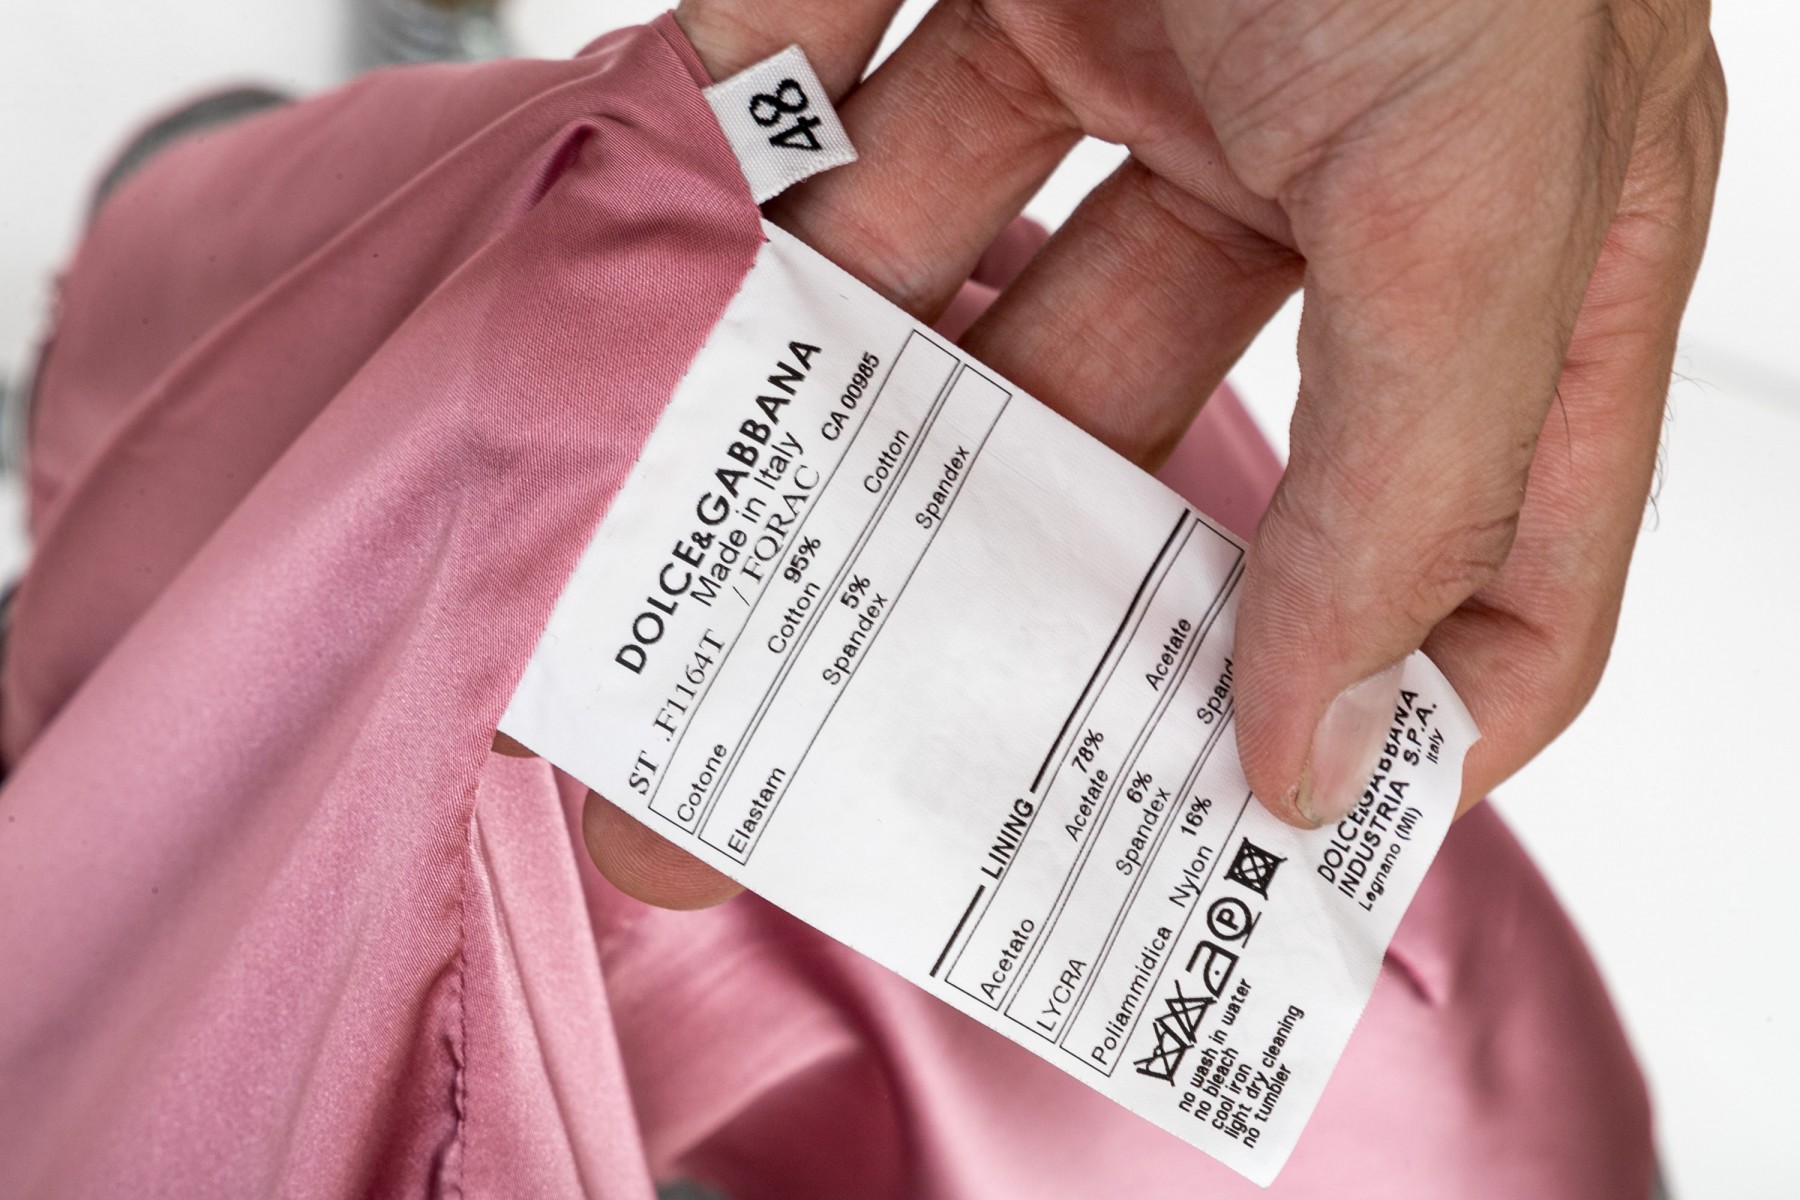 48
DOLCE&GABBANA
Made in Italy
ST .F1164T / FQRAC CA 00985
95%
Cotone Cotton Cotton
5%
Elastam Spandex Spandex
LINING
78%
Acetato Acetate Acetate
6%
LYCRA Spandex
16%
Poliammidica Nylon
P
no wash in water
no bleach
cool iron
light dry cleaning
no tumbler
DOLCE&GABBANA
INDUSTRIA S.P.A.
Legnano (MI) Italy